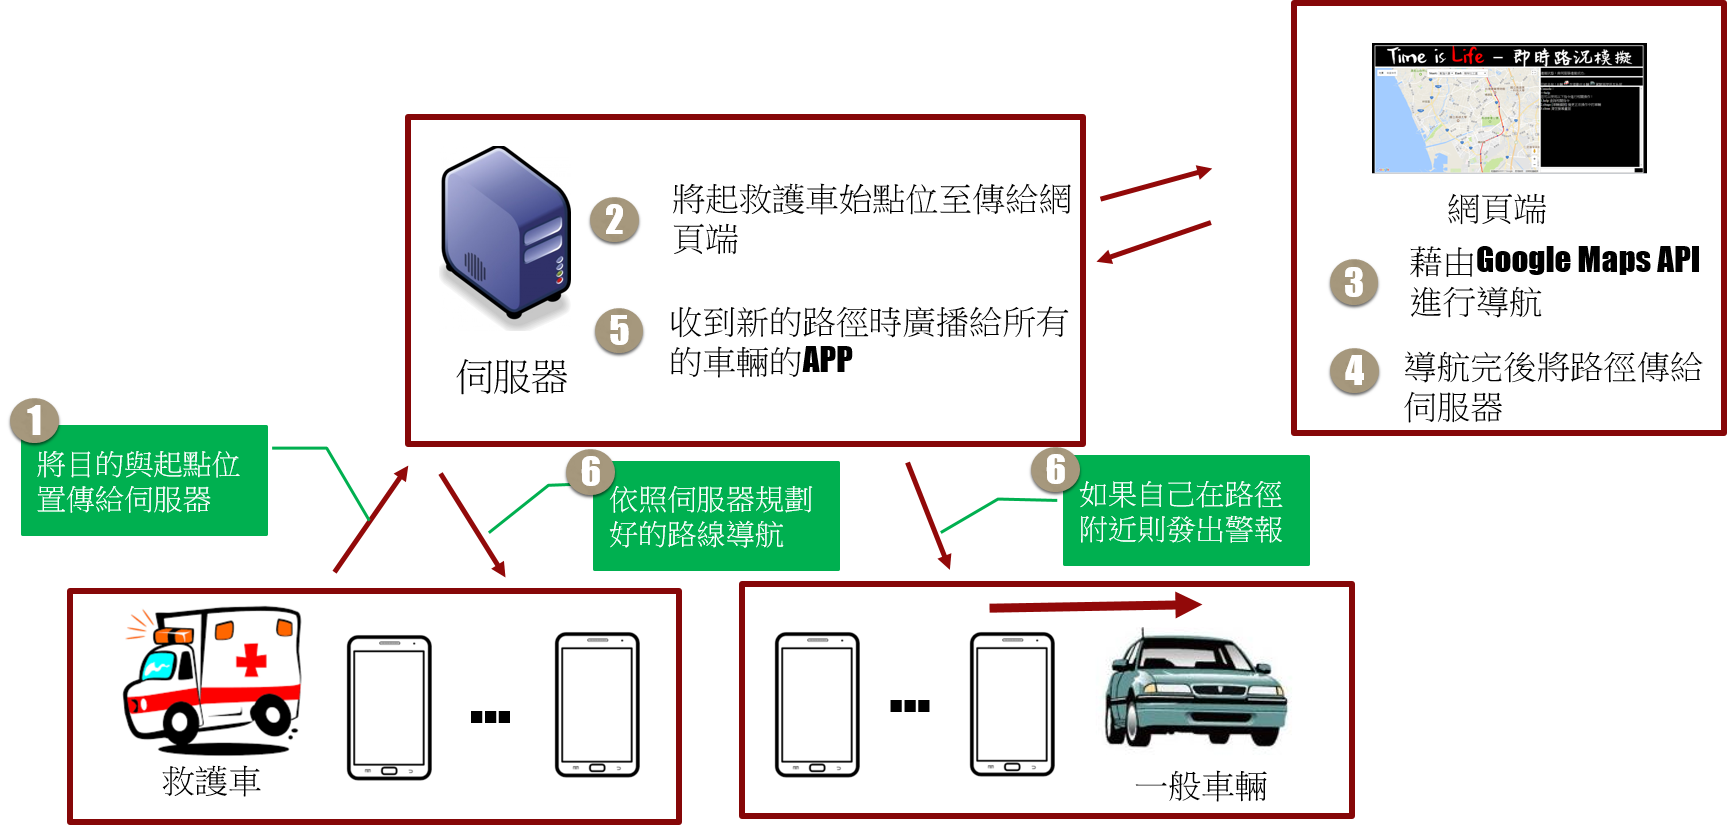 Time is Life – 即時路況模擬
網頁端
3
藉由Google Maps API
進行導航
4
導航完後將路徑傳給
伺服器
2
將起救護車始點位至傳給網
頁端
5
收到新的路徑時廣播給所有
的車輛的APP
伺服器
1
將目的與起點位
置傳給伺服器
6
依照伺服器規劃
好的路線導航
6
如果自己在路徑
附近則發出警報
救護車
...
...
一般車輛